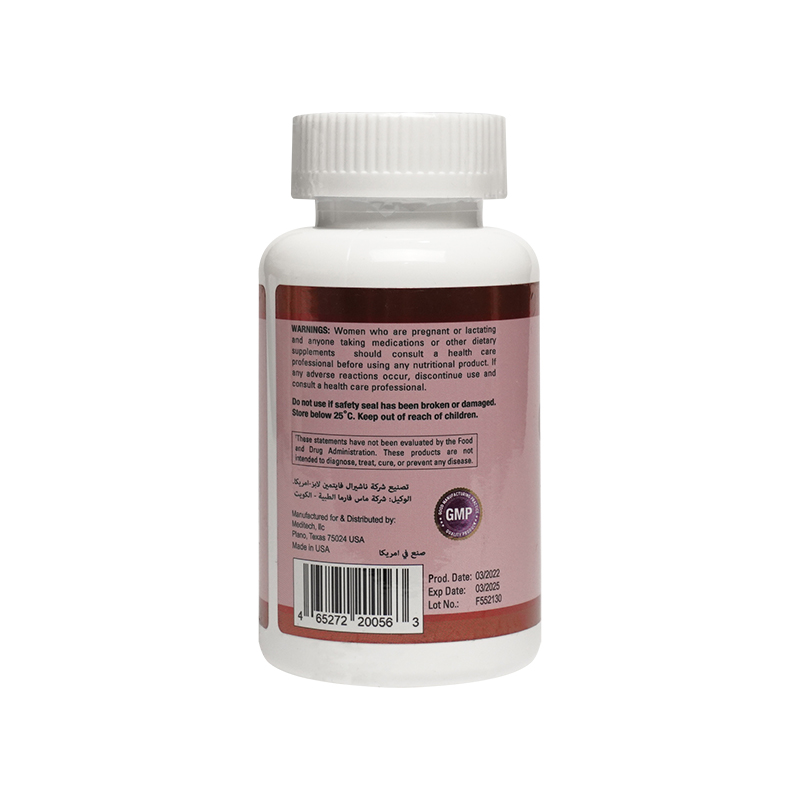 WARNINGS: Women who are pregnant or lactating
and anyone taking medications or other dietary
supplements should consult a health care
professional before using any nutritional product. If
any adverse reactions occur, discontinue use and
consult a health care professional.
Do not use if safety seal has been broken or damaged.
Store below 25°C. Keep out of reach of children.
*These statements have not been evaluated by the Food
and Drug Administration. These products are not
intended to diagnose, treat, cure, or prevent any disease.
تصنيع شركة ناشيرال فايتمين لابز-امريكا.
الوكيل: شركة ماس فارما الطبية - الكويت
Manufactured for & Distributed by:
Meditech, llc
Plano, Texas 75024 USA
Made in USA
صنع في امريكا
GOOD MANUFACTURING PRACTICE
GMP
QUALITY PRODUCT
Prod. Date: 03/2022
Exp Date: 03/2025
Lot No.: F552130
4 65272 20056 3